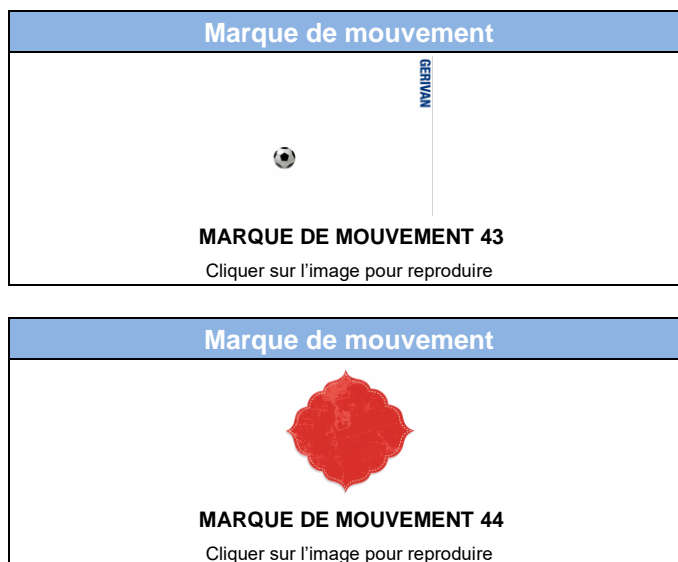 Marque de mouvement
GERIVAN
MARQUE DE MOUVEMENT 43
Cliquer sur l’image pour reproduire
Marque de mouvement
MARQUE DE MOUVEMENT 44
Cliquer sur l’image pour reproduire